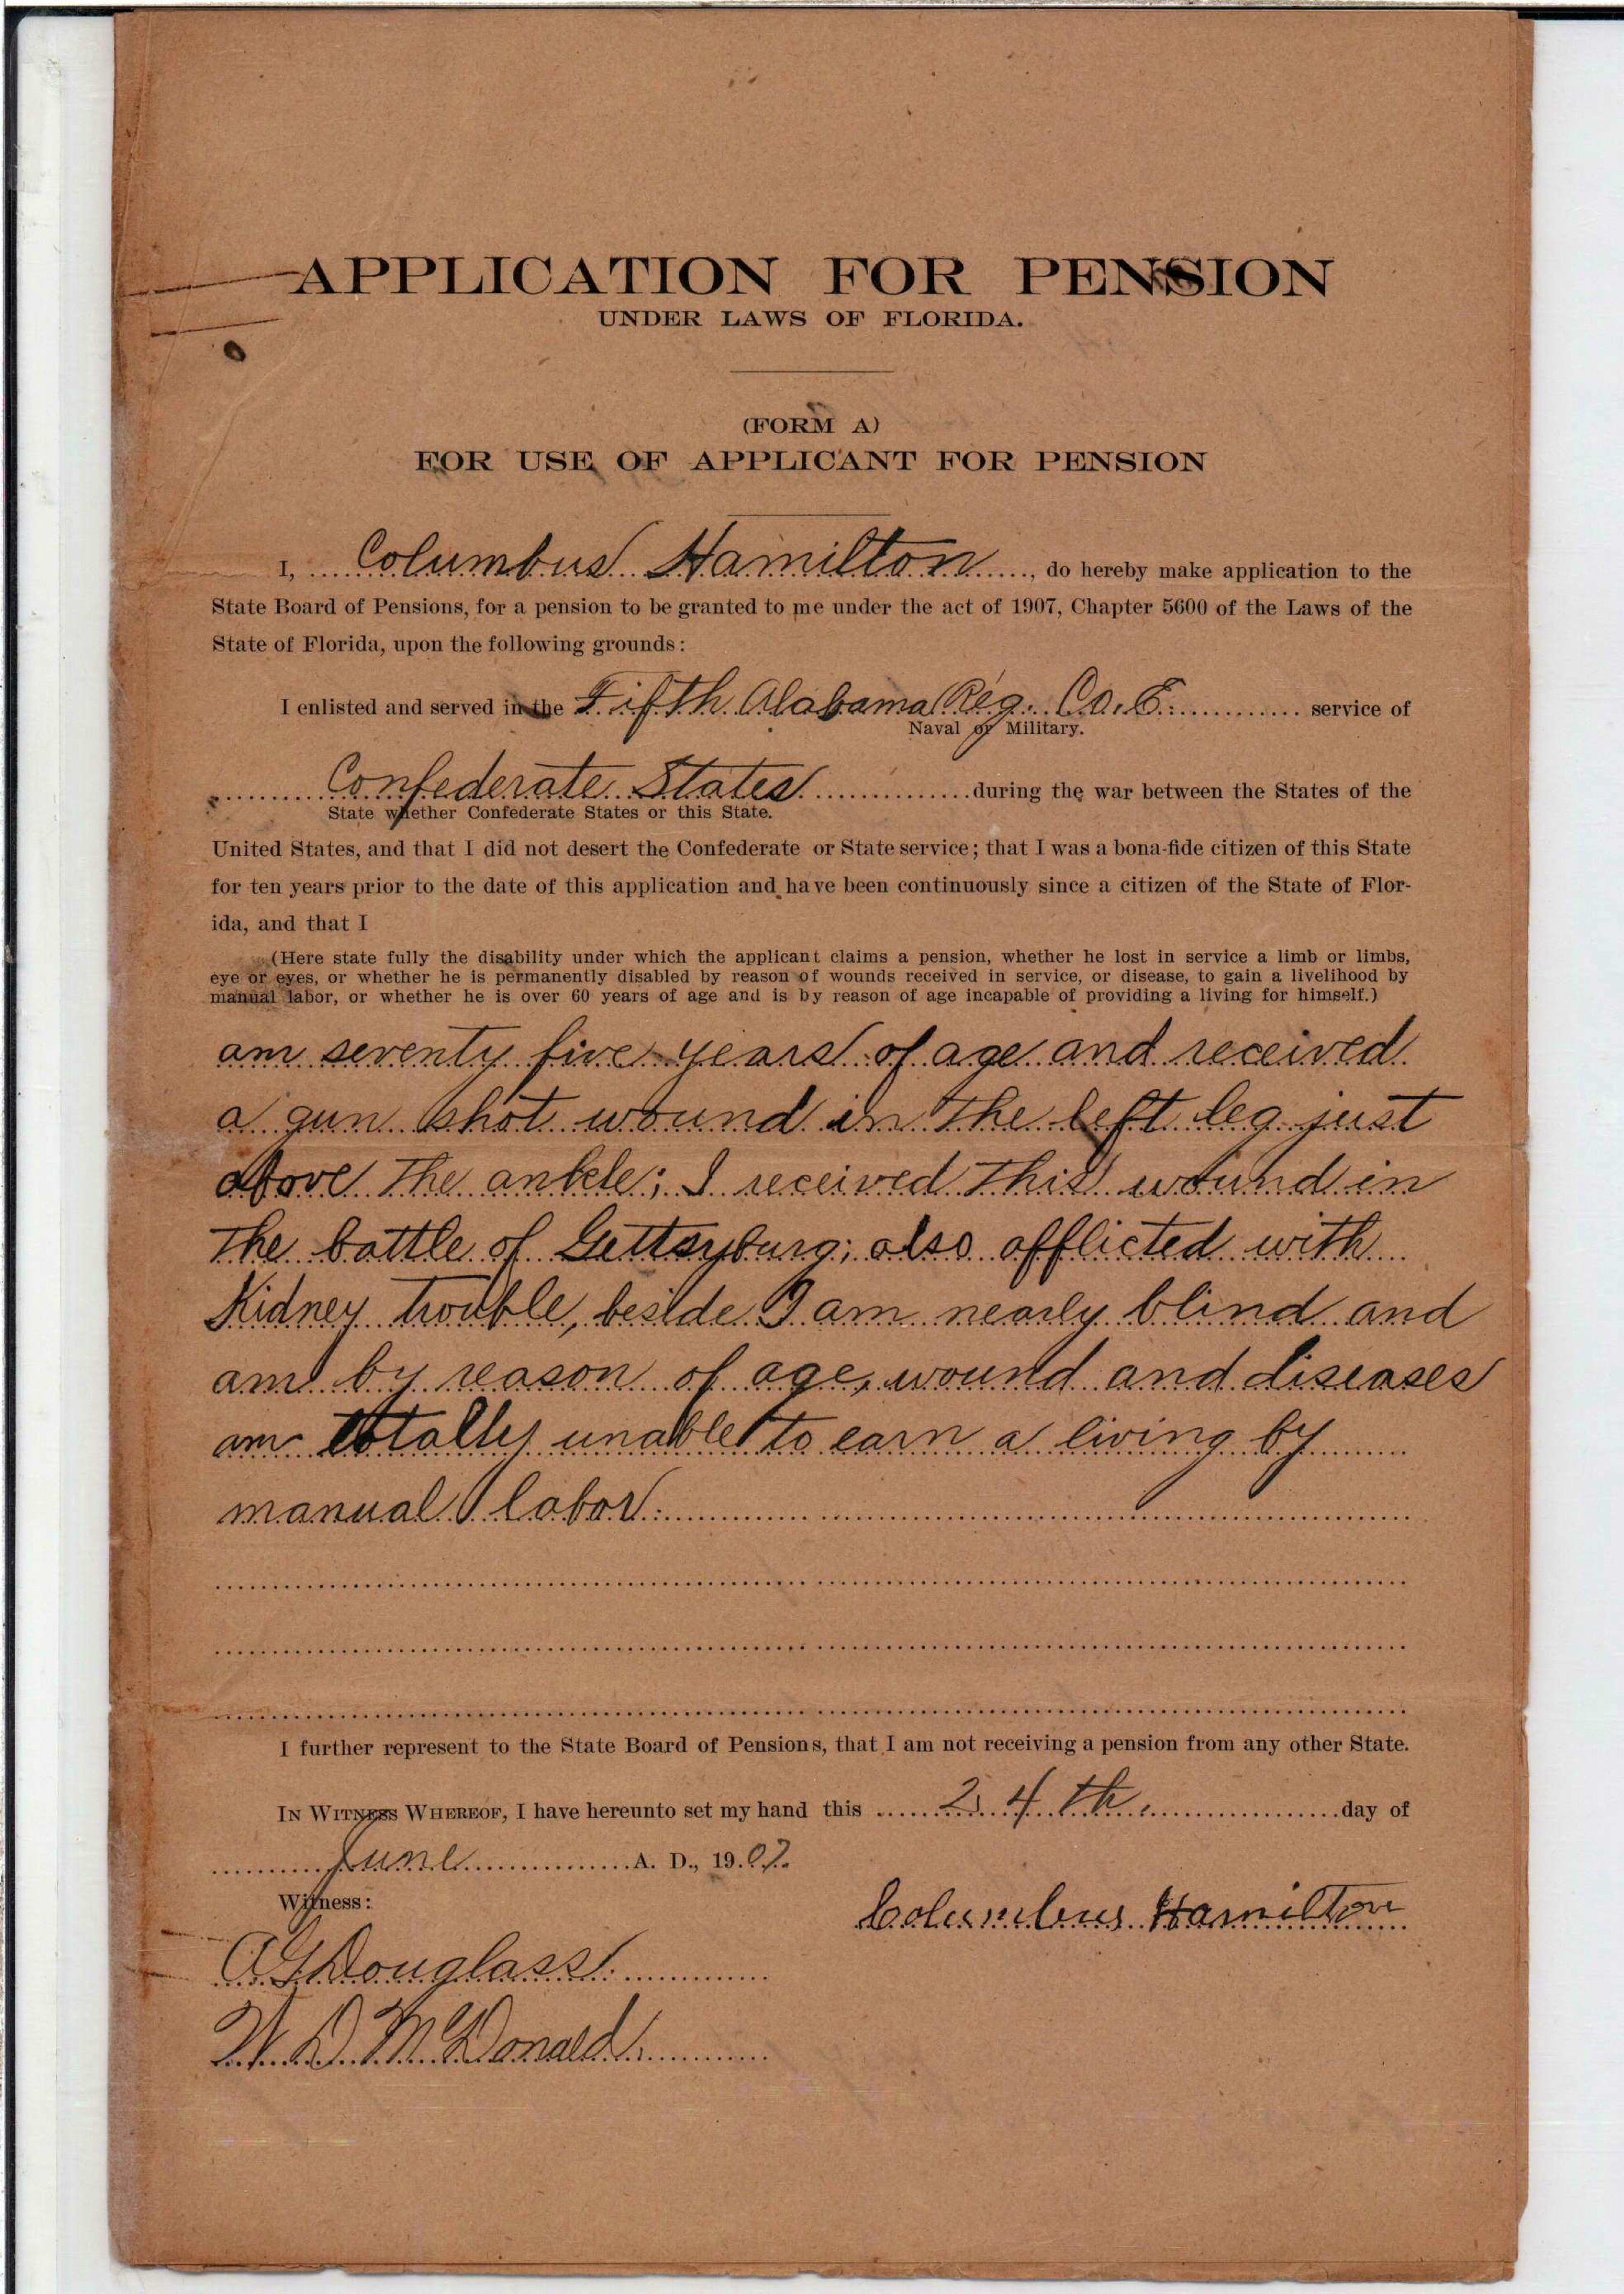 APPLICATION FOR PENSION
UNDER LAWS OF FLORIDA.
(FORM A)
FOR USE OF APPLICANT FOR PENSION
I, Columbus Hamilton, do hereby make application to the
State Board of Pensions, for a pension to be granted to me under the act of 1907, Chapter 5600 of the Laws of the
State of Florida, upon the following grounds:
I enlisted and served in the Fifth Alabama Reg. Co. E. service of
Naval or Military.
Confederate States during the war between the States of the
State whether Confederate States or this State.
United States, and that I did not desert the Confederate or State service; that I was a bona-fide citizen of this State
for ten years prior to the date of this application and have been continuously since a citizen of the State of Flor-
ida, and that I
(Here state fully the disability under which the applicant claims a pension, whether he lost in service a limb or limbs,
eye or eyes, or whether he is permanently disabled by reason of wounds received in service, or disease, to gain a livelihood by
manual labor, or whether he is over 60 years of age and is by reason of age incapable of providing a living for himself.)
am seventy five years of age and received
a gun shot wound in the left leg just
above the ankle; I received this wound in
the battle of Gettsyburg; also afflicted with
Kidney trouble, beside I am nearly blind and
am by reason of age, wound and diseases
am totally unable to earn a living by
manual labor.
I further represent to the State Board of Pensions, that I am not receiving a pension from any other State.
IN WITNESS WHEREOF, I have hereunto set my hand this 24th day of
June A. D., 1907.
Witness:
Columbus Hamilton
A G Douglass
W. D. McDonald